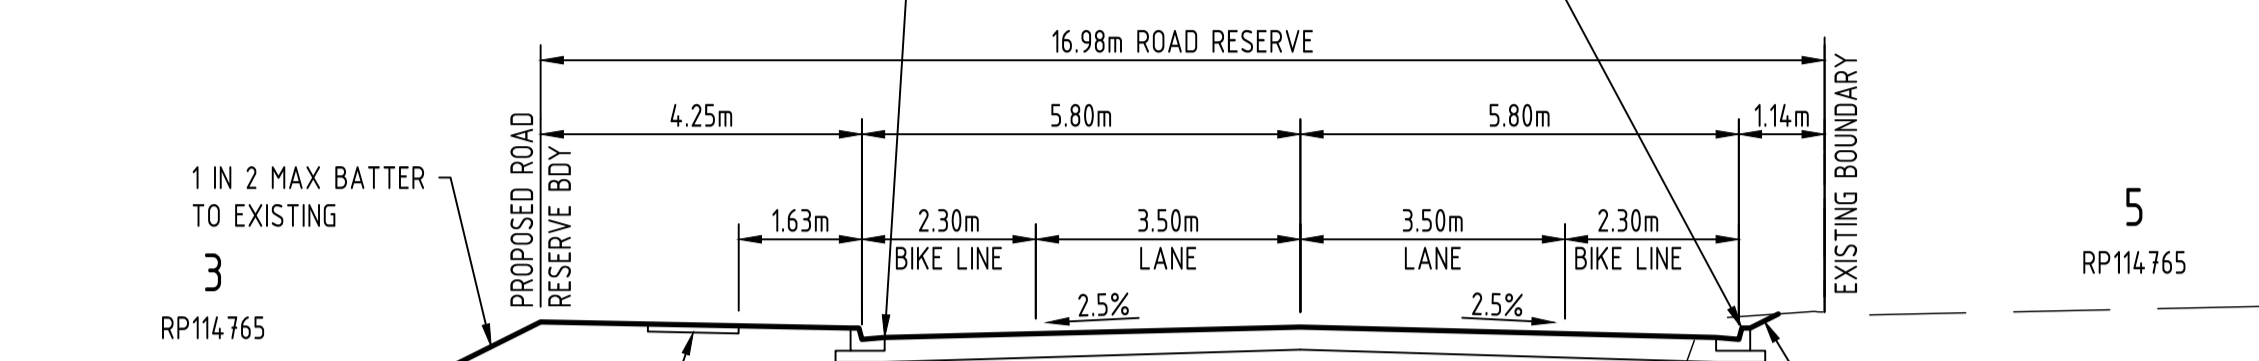 16.98m ROAD RESERVE
4.25m
5.80m
5.80m
1.14m
PROPOSED ROAD
RESERVE BDY
EXISTING BOUNDARY
1 IN 2 MAX BATTER
TO EXISTING
3
RP114765
1.63m
2.30m
BIKE LINE
3.50m
LANE
3.50m
LANE
2.30m
BIKE LINE
2.5%
2.5%
5
RP114765